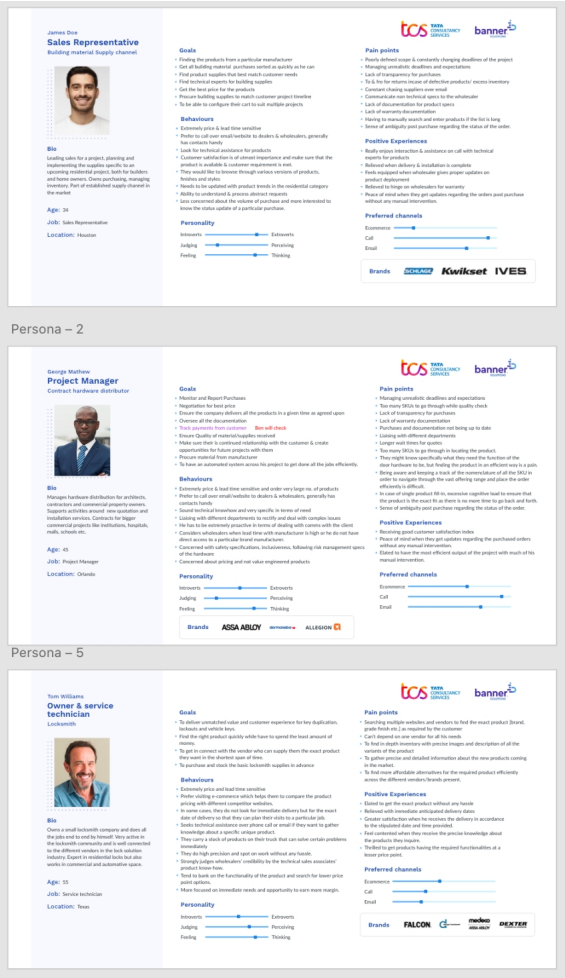 James Doe
Sales Representative
Building material Supply channel
Bio
Leading sales for a project, planning and
implementing the supplies specific to an
upcoming residential project, both for builders
and home owners. Owns purchasing, managing
inventory, Part of established supply channel in
the market
Age: 34
Job: Sales Representative
Location: Houston
Goals
Finding the products from a particular manufacturer
Get all building material purchases sorted as quickly as he can
Find product supplies that best match customer needs
Find technical experts for building supplies
Get the best price for the products
Procure building supplies to match customer project timeline
To be able to configure their cart to suit multiple projects
Behaviours
Extremely price & lead time sensitive
Prefer to call over email/website to dealers & wholesalers, generally
has contacts handy
Look for technical assistance for products
Customer satisfaction is of utmost importance and make sure that the
product is available & customer requirement is met.
They would like to browse through various versions of products,
finishes and styles
Needs to be updated with product trends in the residential category
Ability to understand & process abstract requests
Less concerned about the volume of purchase and more interested to
know the status update of a particular purchase.
Personality
Introverts Extroverts
Judging Perceiving
Feeling Thinking
tcs TATA
CONSULTANCY
SERVICES
banner
SOLUTIONS
Pain points
Poorly defined scope & constantly changing deadlines of the project
Managing unrealistic deadlines and expectations
Lack of transparency for purchases
To & fro for returns incase of defective products/ excess inventory
Constant chasing suppliers over email
Communicate non technical specs to the wholesaler
Lack of documentation for product specs
Lack of warranty documentation
Having to manually search and enter products if the list is long
Sense of ambiguity post purchase regarding the status of the order.
Positive Experiences
Really enjoys interaction & assistance on call with technical
experts for products
Relieved when delivery & installation is complete
Feels equipped when wholesaler gives proper updates on
product deployment
Relieved to hinge on wholesalers for warranty
Peace of mind when they get updates regarding the orders post purchase
without any manual intervention.
Preferred channels
Ecommerce
Call
Email
Brands SCHLAGE Kwikset IVES
Persona – 2
George Mathew
Project Manager
Contract hardware distributor
Bio
Manages hardware distribution for architects,
contractors and commercial property owners.
Supports activities around new quotation and
installation services. Contracts for bigger
commercial projects like institutions, hospitals,
malls, schools etc.
Age: 45
Job: Project Manager
Location: Orlando
Goals
Monitor and Report Purchases
Negotiation for best price
Ensure the company delivers all the products in a given time as agreed upon
Oversee all the documentation
Track payments from customer Ben will check
Ensure Quality of material/supplies received
Make sure their is continued relationship with the customer & create
opportunities for future projects with them
Procure material from manufacturer
To have an automated system across his project to get done all the jobs efficiently.
Behaviours
Extremely price & lead time sensitive and order very large no. of products
Prefer to call over email/website to dealers & wholesalers, generally has
contacts handy
Sound technical knowhow and very specific in terms of need
Liaising with different departments to rectify and deal with complex issues
He has to be extremely proactive in terms of dealing with comms with the client
Considers wholesalers when lead time with manufacturer is high or he do not have
direct access to a particular brand manufacturer.
Concerned with safety specifications, inclusiveness, following risk management specs
of the hardware
Concerned about pricing and not value engineered products
Personality
Introverts Extroverts
Judging Perceiving
Feeling Thinking
Brands ASSA ABLOY ALLEGION
tcs TATA
CONSULTANCY
SERVICES
banner
SOLUTIONS
Pain points
Managing unrealistic deadlines and expectations
Too many SKUs to go through while quality check
Lack of transparency for purchases
Lack of warranty documentation
Purchases and documentation not being up to date
Liaising with different departments
Longer wait times for quotes
Too many SKUs to go through in locating the product.
They might know specifically what they need the function of the
door hardware to be, but finding the product in an efficient way is a pain.
Being aware and keeping a track of the nomenclature of all the SKU in
order to navigate through the vast offering range and place the order
efficiently is difficult.
In case of single product fill-in, excessive cognitive load to ensure that
the product is the exact fit as there is no more time to go back and forth.
Sense of ambiguity post purchase regarding the status of the order.
Positive Experiences
Receiving good customer satisfaction index
Peace of mind when they get updates regarding the purchased orders
without any manual intervention.
Elated to have the most efficient output of the project with much of his
manual intervention.
Preferred channels
Ecommerce
Call
Email
Persona – 5
Tom Williams
Owner & service
technician
Locksmith
Bio
Owns a small locksmith company and does all
the jobs end to end by himself. Very active in
the locksmith community and is well connected
to the different vendors in the lock solution
industry. Expert in residential locks but also
works in commercial and automotive space.
Age: 55
Job: Service technician
Location: Texas
Goals
To deliver unmatched value and customer experience for key duplication,
lockouts and vehicle keys.
Find the right product quickly while have to spend the least amount of
money.
To get in connect with the vendor who can supply them the exact product
they want in the shortest span of time.
To purchase and stock the basic locksmith supplies in advance
Behaviours
Extremely price and lead time sensitive
Prefer visiting e-commerce which helps them to compare the product
pricing with different competitor websites.
In some cases, they do not look for immediate delivery but for the exact
date of delivery so that they can plan their visits to a particular job.
Seeks technical assistance over phone call or email if they want to gather
knowledge about a specific unique product.
They carry a stock of products on their truck that can solve certain problems
immediately
They do high precision and spot on work without any hassle.
Strongly judges wholesalers' credibility by the technical sales associates'
product know-how.
Tend to bank on the functionality of the product and search for lower price
point options.
More focused on immediate needs and opportunity to earn more margin.
Personality
Introverts Extroverts
Judging Perceiving
Feeling Thinking
tcs TATA
CONSULTANCY
SERVICES
banner
SOLUTIONS
Pain points
Searching multiple websites and vendors to find the exact product [brand,
grade finish etc.] as required by the customer
Can't depend on one vendor for all his needs
To find in depth inventory with precise images and description of all the
variants of the product
To gather precise and detailed information about the new products coming
in the market.
To find more affordable alternatives for the required product efficiently
across the different vendors/brands present.
Positive Experiences
Elated to get the exact product without any hassle
Relieved with immediate anticipated delivery dates
Greater satisfaction when he receives the delivery in accordance
to the stipulated date and time provided.
Feel contented when they receive the precise knowledge about
the products they inquire.
Thrilled to get products having the required functionalities at a
lesser price point.
Preferred channels
Ecommerce
Call
Email
Brands FALCON medeco ASSA ABLOY DEXTER